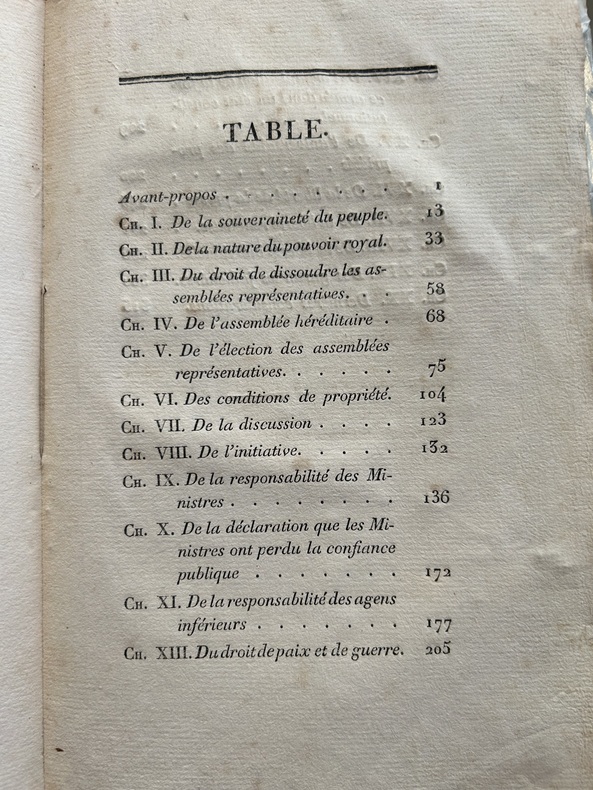 TABLE.
Avant-propos . . . . . . . 1
Ch. I. De la souveraineté du peuple. 13
Ch. II. De la nature du pouvoir royal. 33
Ch. III. Du droit de dissoudre les as-
semblées représentatives. . . 58
Ch. IV. De l'assemblée héréditaire . 68
Ch. V. De l'élection des assemblées
représentatives. . . . . . 75
Ch. VI. Des conditions de propriété. 104
Ch. VII. De la discussion . . . . 123
Ch. VIII. De l'initiative. . . . . 132
Ch. IX. De la responsabilité des Mi-
nistres . . . . . . . . 136
Ch. X. De la déclaration que les Mi-
nistres ont perdu la confiance
publique . . . . . . . 172
Ch. XI. De la responsabilité des agens
inférieurs . . . . . . . 177
Ch. XIII. Du droit de paix et de guerre. 205